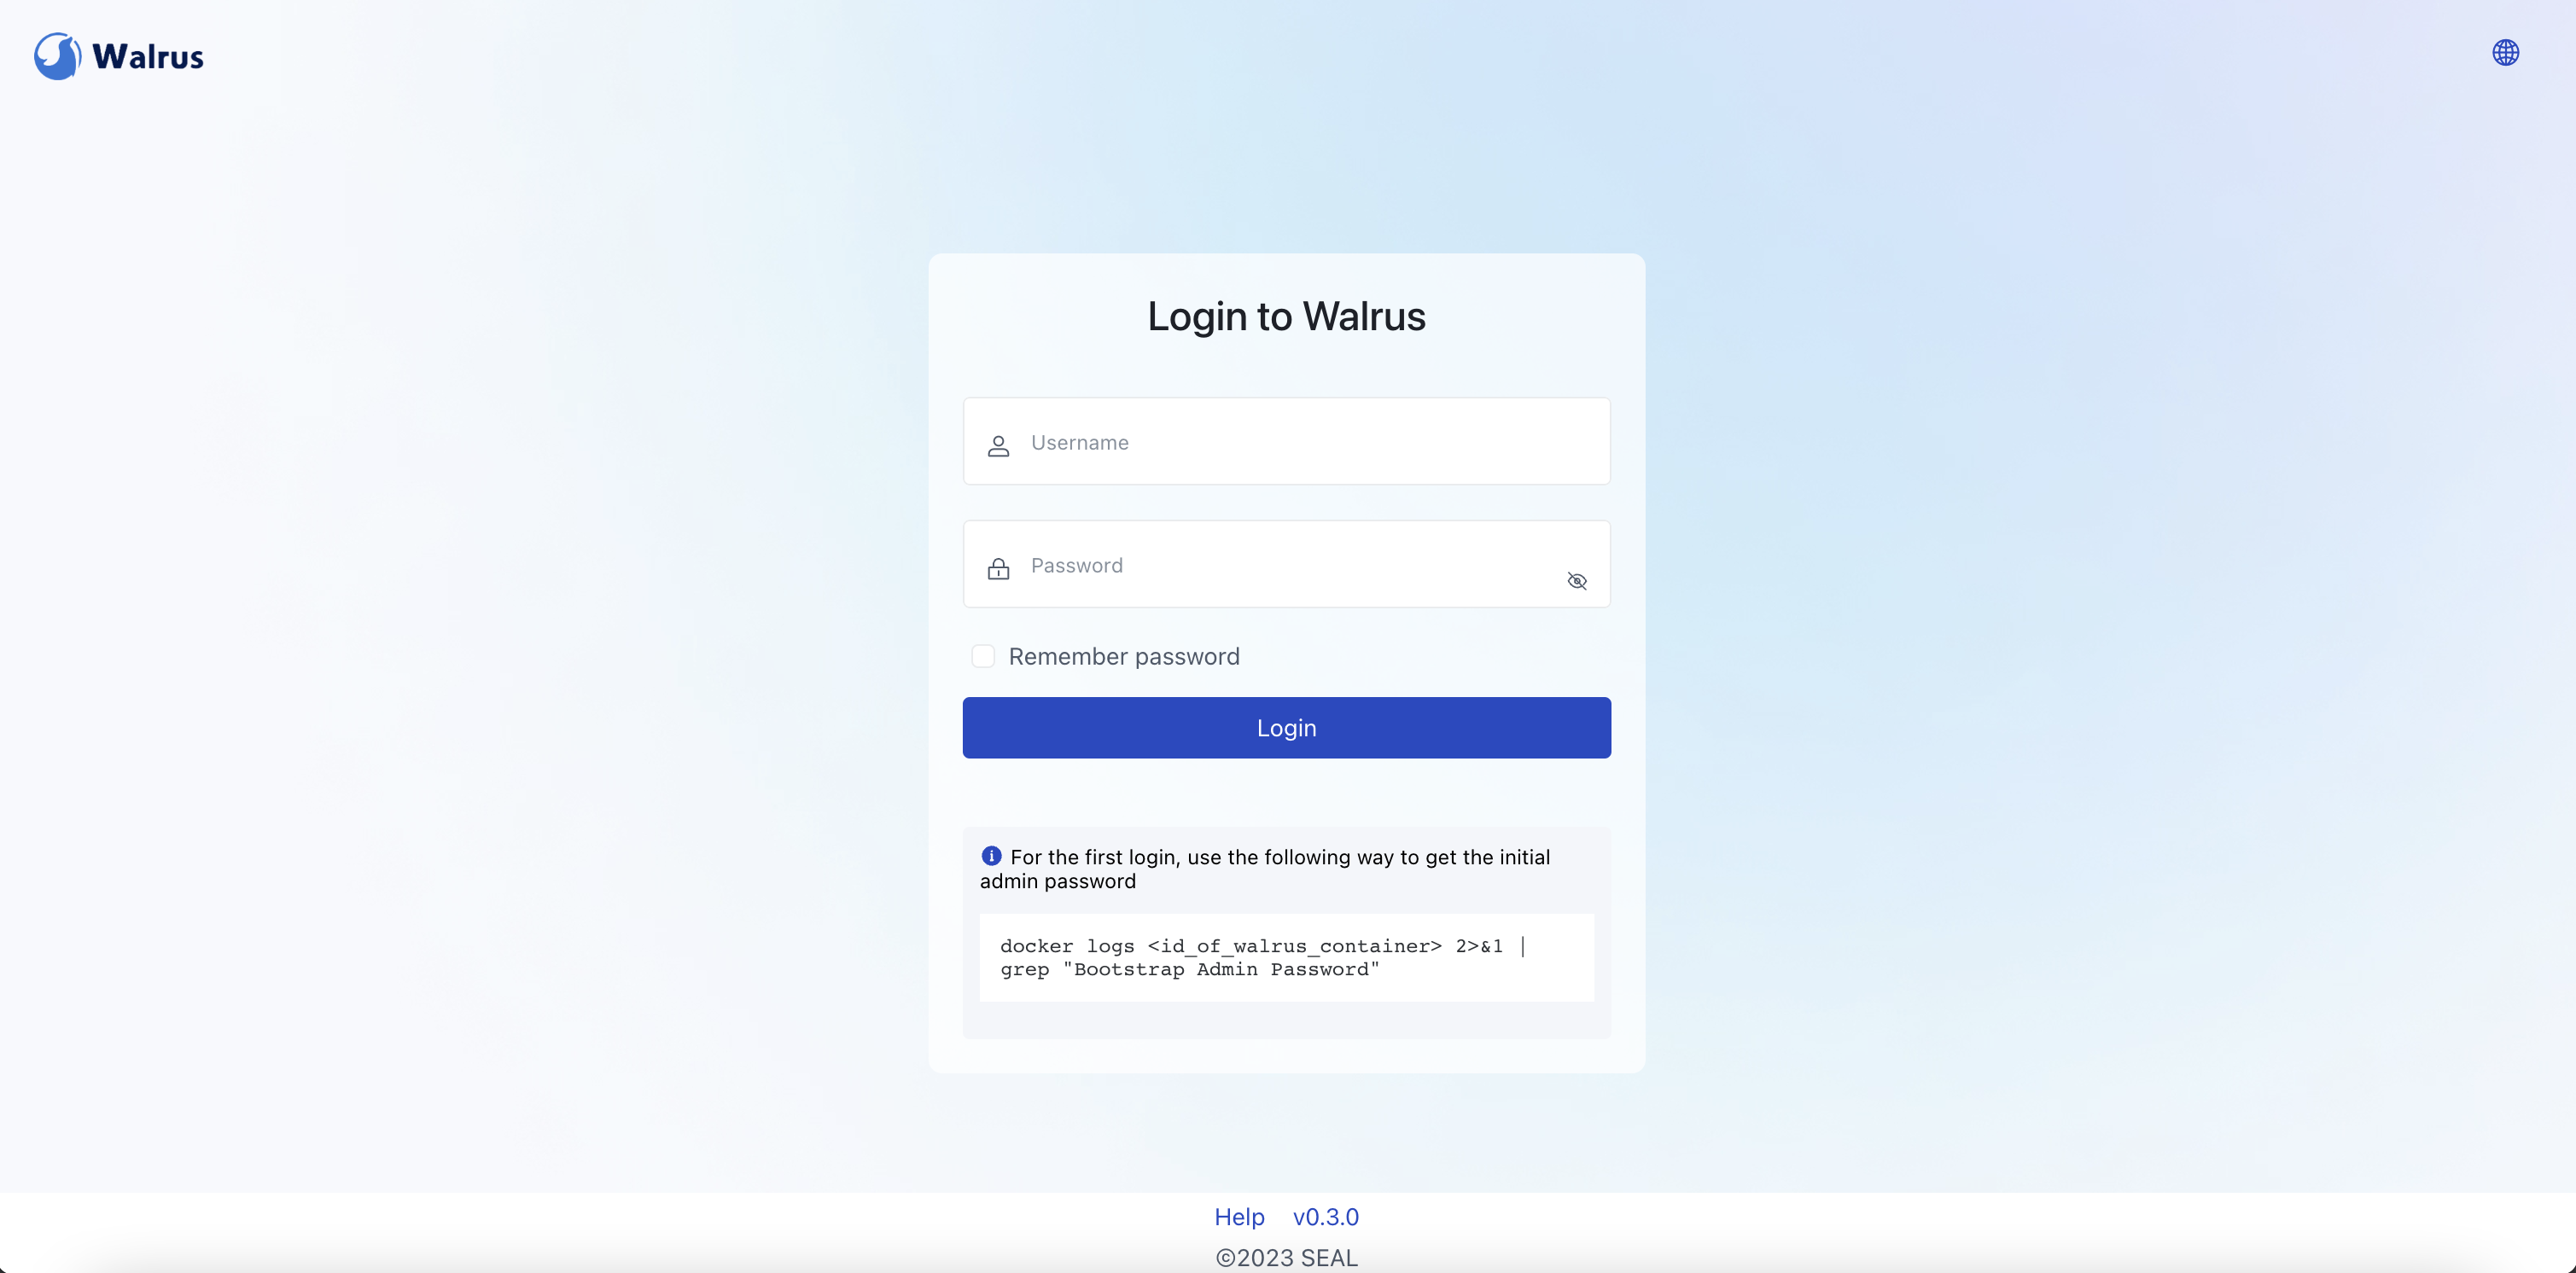 Walrus
Login to Walrus
Username
Password
Remember password
Login
For the first login, use the following way to get the initial
admin password
docker logs <id_of_walrus_container> 2>&1 |
grep "Bootstrap Admin Password"
Help v0.3.0
©2023 SEAL